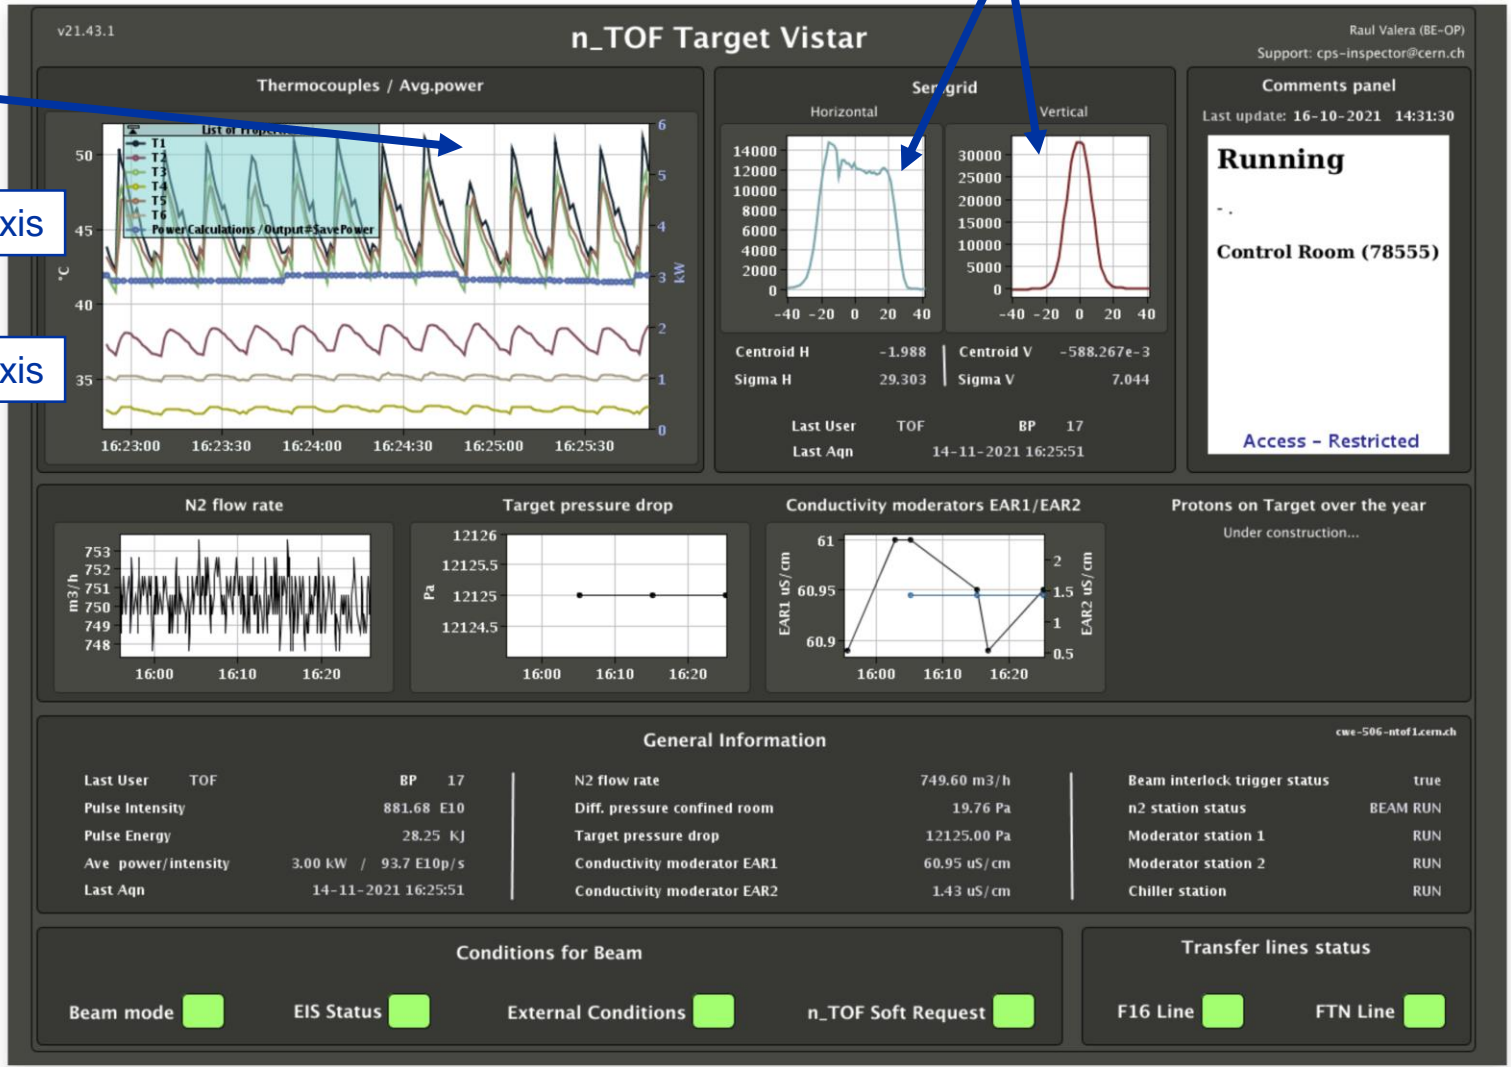 v21.43.1
n_TOF Target Vistar
Raul Valera (BE-OP)
Support: cps-inspector@cern.ch
Thermocouples / Avg.power
T1
T2
T3
T4
T5
T6
Power Calculations / Output#SavePower
50
45
40
35
°C
6
5
4
3
2
1
0
kW
16:23:00 16:23:30 16:24:00 16:24:30 16:25:00 16:25:30
xis
xis
Horizontal
Vertical
14000
12000
10000
8000
6000
4000
2000
0
-40 -20 0 20 40
30000
25000
20000
15000
10000
5000
0
-40 -20 0 20 40
Centroid H -1.988
Sigma H 29.303
Centroid V -588.267e-3
Sigma V 7.044
Last User TOF BP 17
Last Aqn 14-11-2021 16:25:51
Comments panel
Last update: 16-10-2021 14:31:30
Running
- .
Control Room (78555)
Access - Restricted
N2 flow rate
753
752
751
750
749
748
m3/h
16:00 16:10 16:20
Target pressure drop
12126
12125.5
12125
12124.5
Pa
16:00 16:10 16:20
Conductivity moderators EAR1/EAR2
61
60.95
60.9
EAR1 uS/cm
2
1.5
1
0.5
EAR2 uS/cm
16:00 16:10 16:20
Protons on Target over the year
Under construction...
General Information
cwe-506-ntof1.cern.ch
Last User TOF BP 17
Pulse Intensity 881.68 E10
Pulse Energy 28.25 KJ
Ave power/intensity 3.00 kW / 93.7 E10p/s
Last Aqn 14-11-2021 16:25:51
N2 flow rate 749.60 m3/h
Diff. pressure confined room 19.76 Pa
Target pressure drop 12125.00 Pa
Conductivity moderator EAR1 60.95 uS/cm
Conductivity moderator EAR2 1.43 uS/cm
Beam interlock trigger status true
n2 station status BEAM RUN
Moderator station 1 RUN
Moderator station 2 RUN
Chiller station RUN
Conditions for Beam
Beam mode
EIS Status
External Conditions
n_TOF Soft Request
Transfer lines status
F16 Line
FTN Line